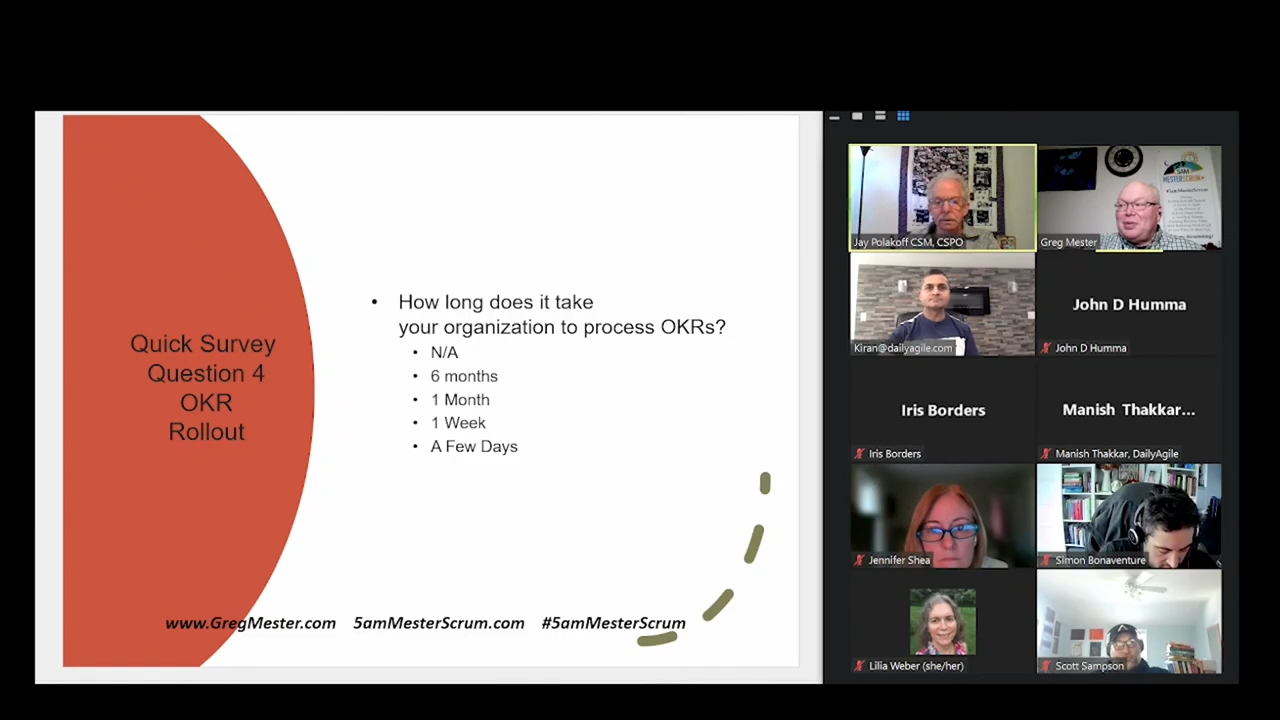 Quick Survey
Question 4
OKR
Rollout
• How long does it take
your organization to process OKRs?
• N/A
• 6 months
• 1 Month
• 1 Week
• A Few Days
www.GregMester.com 5amMesterScrum.com #5amMesterScrum
Jay Polakoff CSM, CSPO
5AM
MESTERSCRUM
#5amMesterScrum
Greg Mester
Kiran@dailyagile.com
John D Humma
John D Humma
Iris Borders
Iris Borders
Manish Thakkar...
Manish Thakkar, DailyAgile
Jennifer Shea
Simon Bonaventure
Lilia Weber (she/her)
Scott Sampson